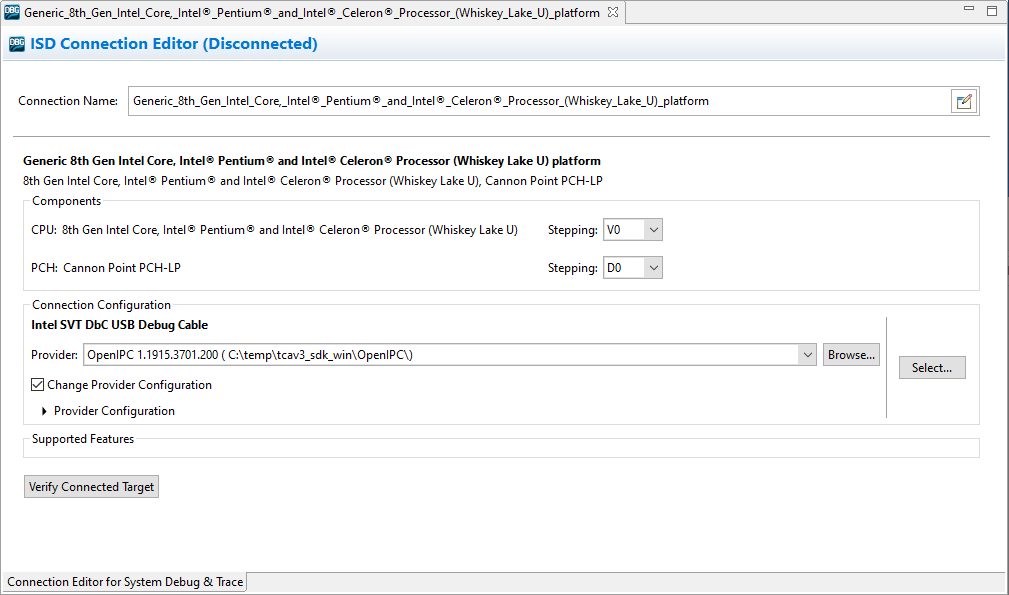 DBG Generic_8th_Gen_Intel_Core,_Intel®_Pentium®_and_Intel®_Celeron®_Processor_(Whiskey_Lake_U)_platform
DBG ISD Connection Editor (Disconnected)
Connection Name: Generic_8th_Gen_Intel_Core,_Intel®_Pentium®_and_Intel®_Celeron®_Processor_(Whiskey_Lake_U)_platform
Generic 8th Gen Intel Core, Intel® Pentium® and Intel® Celeron® Processor (Whiskey Lake U) platform
8th Gen Intel Core, Intel® Pentium® and Intel® Celeron® Processor (Whiskey Lake U), Cannon Point PCH-LP
Components
CPU: 8th Gen Intel Core, Intel® Pentium® and Intel® Celeron® Processor (Whiskey Lake U) Stepping: V0
PCH: Cannon Point PCH-LP Stepping: D0
Connection Configuration
Intel SVT DbC USB Debug Cable
Provider: OpenIPC 1.1915.3701.200 ( C:\temp\tcav3_sdk_win\OpenIPC\) Browse...
Select...
Change Provider Configuration
Provider Configuration
Supported Features
Verify Connected Target
Connection Editor for System Debug & Trace